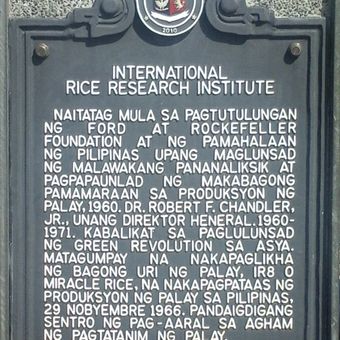 2010
INTERNATIONAL
RICE RESEARCH INSTITUTE
NAITATAG MULA SA PAGTUTULUNGAN
NG FORD AT ROCKEFELLER
FOUNDATION AT NG PAMAHALAAN
NG PILIPINAS UPANG MAGLUNSAD
NG MALAWAKANG PANANALIKSIK AT
PAGPAPAUNLAD NG MAKABAGONG
PAMAMARAAN SA PRODUKSYON NG
PALAY, 1960. DR. ROBERT F. CHANDLER,
JR., UNANG DIREKTOR HENERAL, 1960-
1971. KABALIKAT SA PAGLULUNSAD
NG GREEN REVOLUTION SA ASYA.
MATAGUMPAY NA NAKAPAGLIKHA
NG BAGONG URI NG PALAY, IR8 O
MIRACLE RICE, NA NAKAPAGPATAAS NG
PRODUKSYON NG PALAY SA PILIPINAS,
29 NOBYEMBRE 1966. PANDAIGDIGANG
SENTRO NG PAG-AARAL SA AGHAM
NG PAGTATANIM NG PALAY.